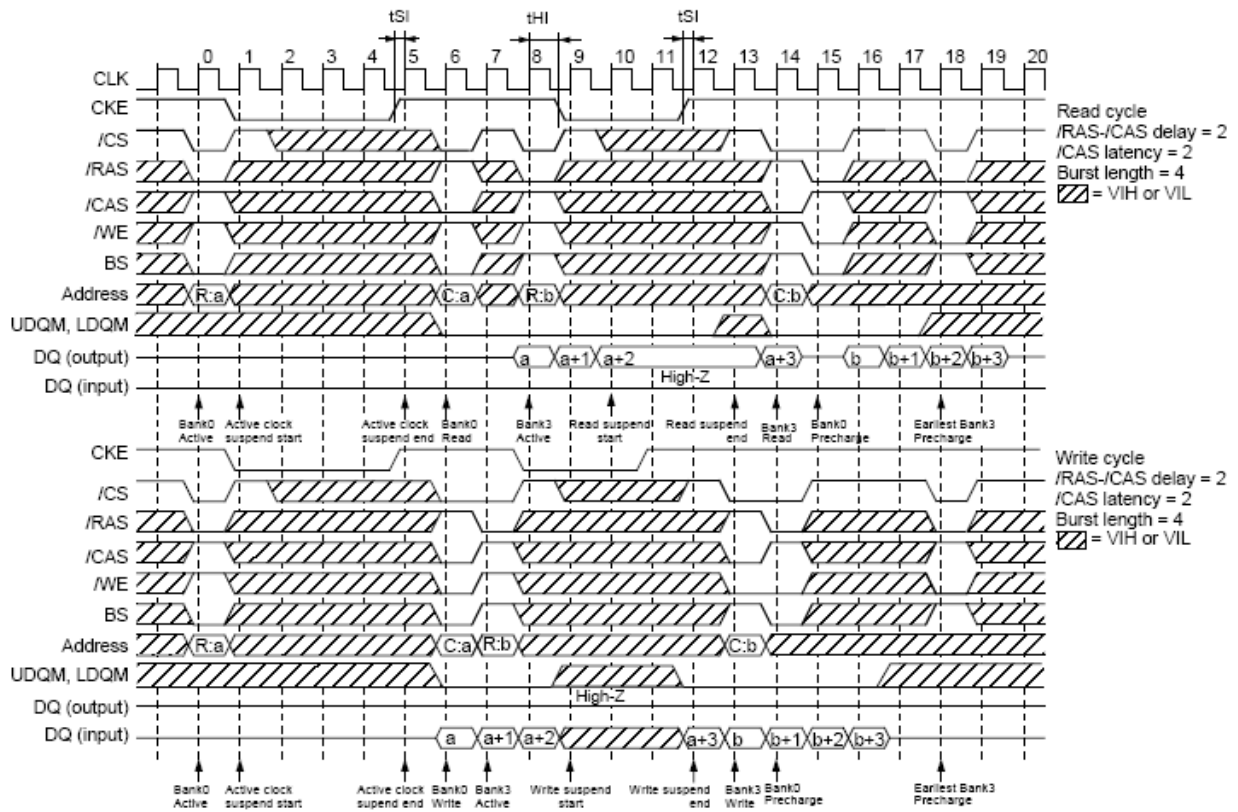 tSI tHI tSI
0 1 2 3 4 5 6 7 8 9 10 11 12 13 14 15 16 17 18 19 20
CLK
CKE
/CS
/RAS
/CAS
/WE
BS
Address R:a C:a R:b C:b
UDQM, LDQM
DQ (output) a a+1 a+2 a+3 b b+1 b+2 b+3
High-Z
DQ (input)
Read cycle
/RAS-/CAS delay = 2
/CAS latency = 2
Burst length = 4
= VIH or VIL
Bank0 Active clock Active clock Bank0 Bank3 Read suspend Read suspend Bank3 Bank0 Earliest Bank3
Active suspend start suspend end Read Active start end Read Precharge Precharge
CKE
/CS
/RAS
/CAS
/WE
BS
Address R:a C:a R:b C:b
UDQM, LDQM
High-Z
DQ (output)
DQ (input) a a+1 a+2 a+3 b b+1 b+2 b+3
Write cycle
/RAS-/CAS delay = 2
/CAS latency = 2
Burst length = 4
= VIH or VIL
Bank0 Active clock Active clock Bank0 Bank3 Write suspend Write suspend Bank3 Bank0 Earliest Bank3
Active suspend start supend end Write Active start end Write Precharge Precharge